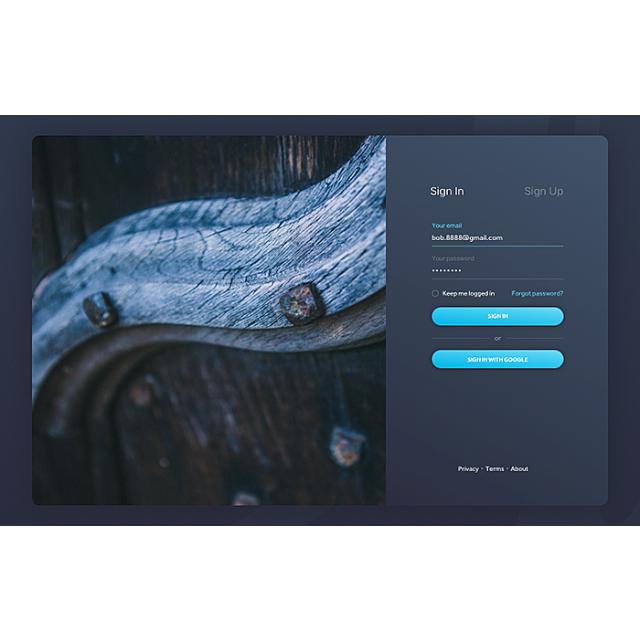 Sign In Sign Up
Your email
bob.8888@gmail.com
Your password
••••••••
Keep me logged in Forgot password?
SIGN IN
or
SIGN IN WITH GOOGLE
Privacy • Terms • About